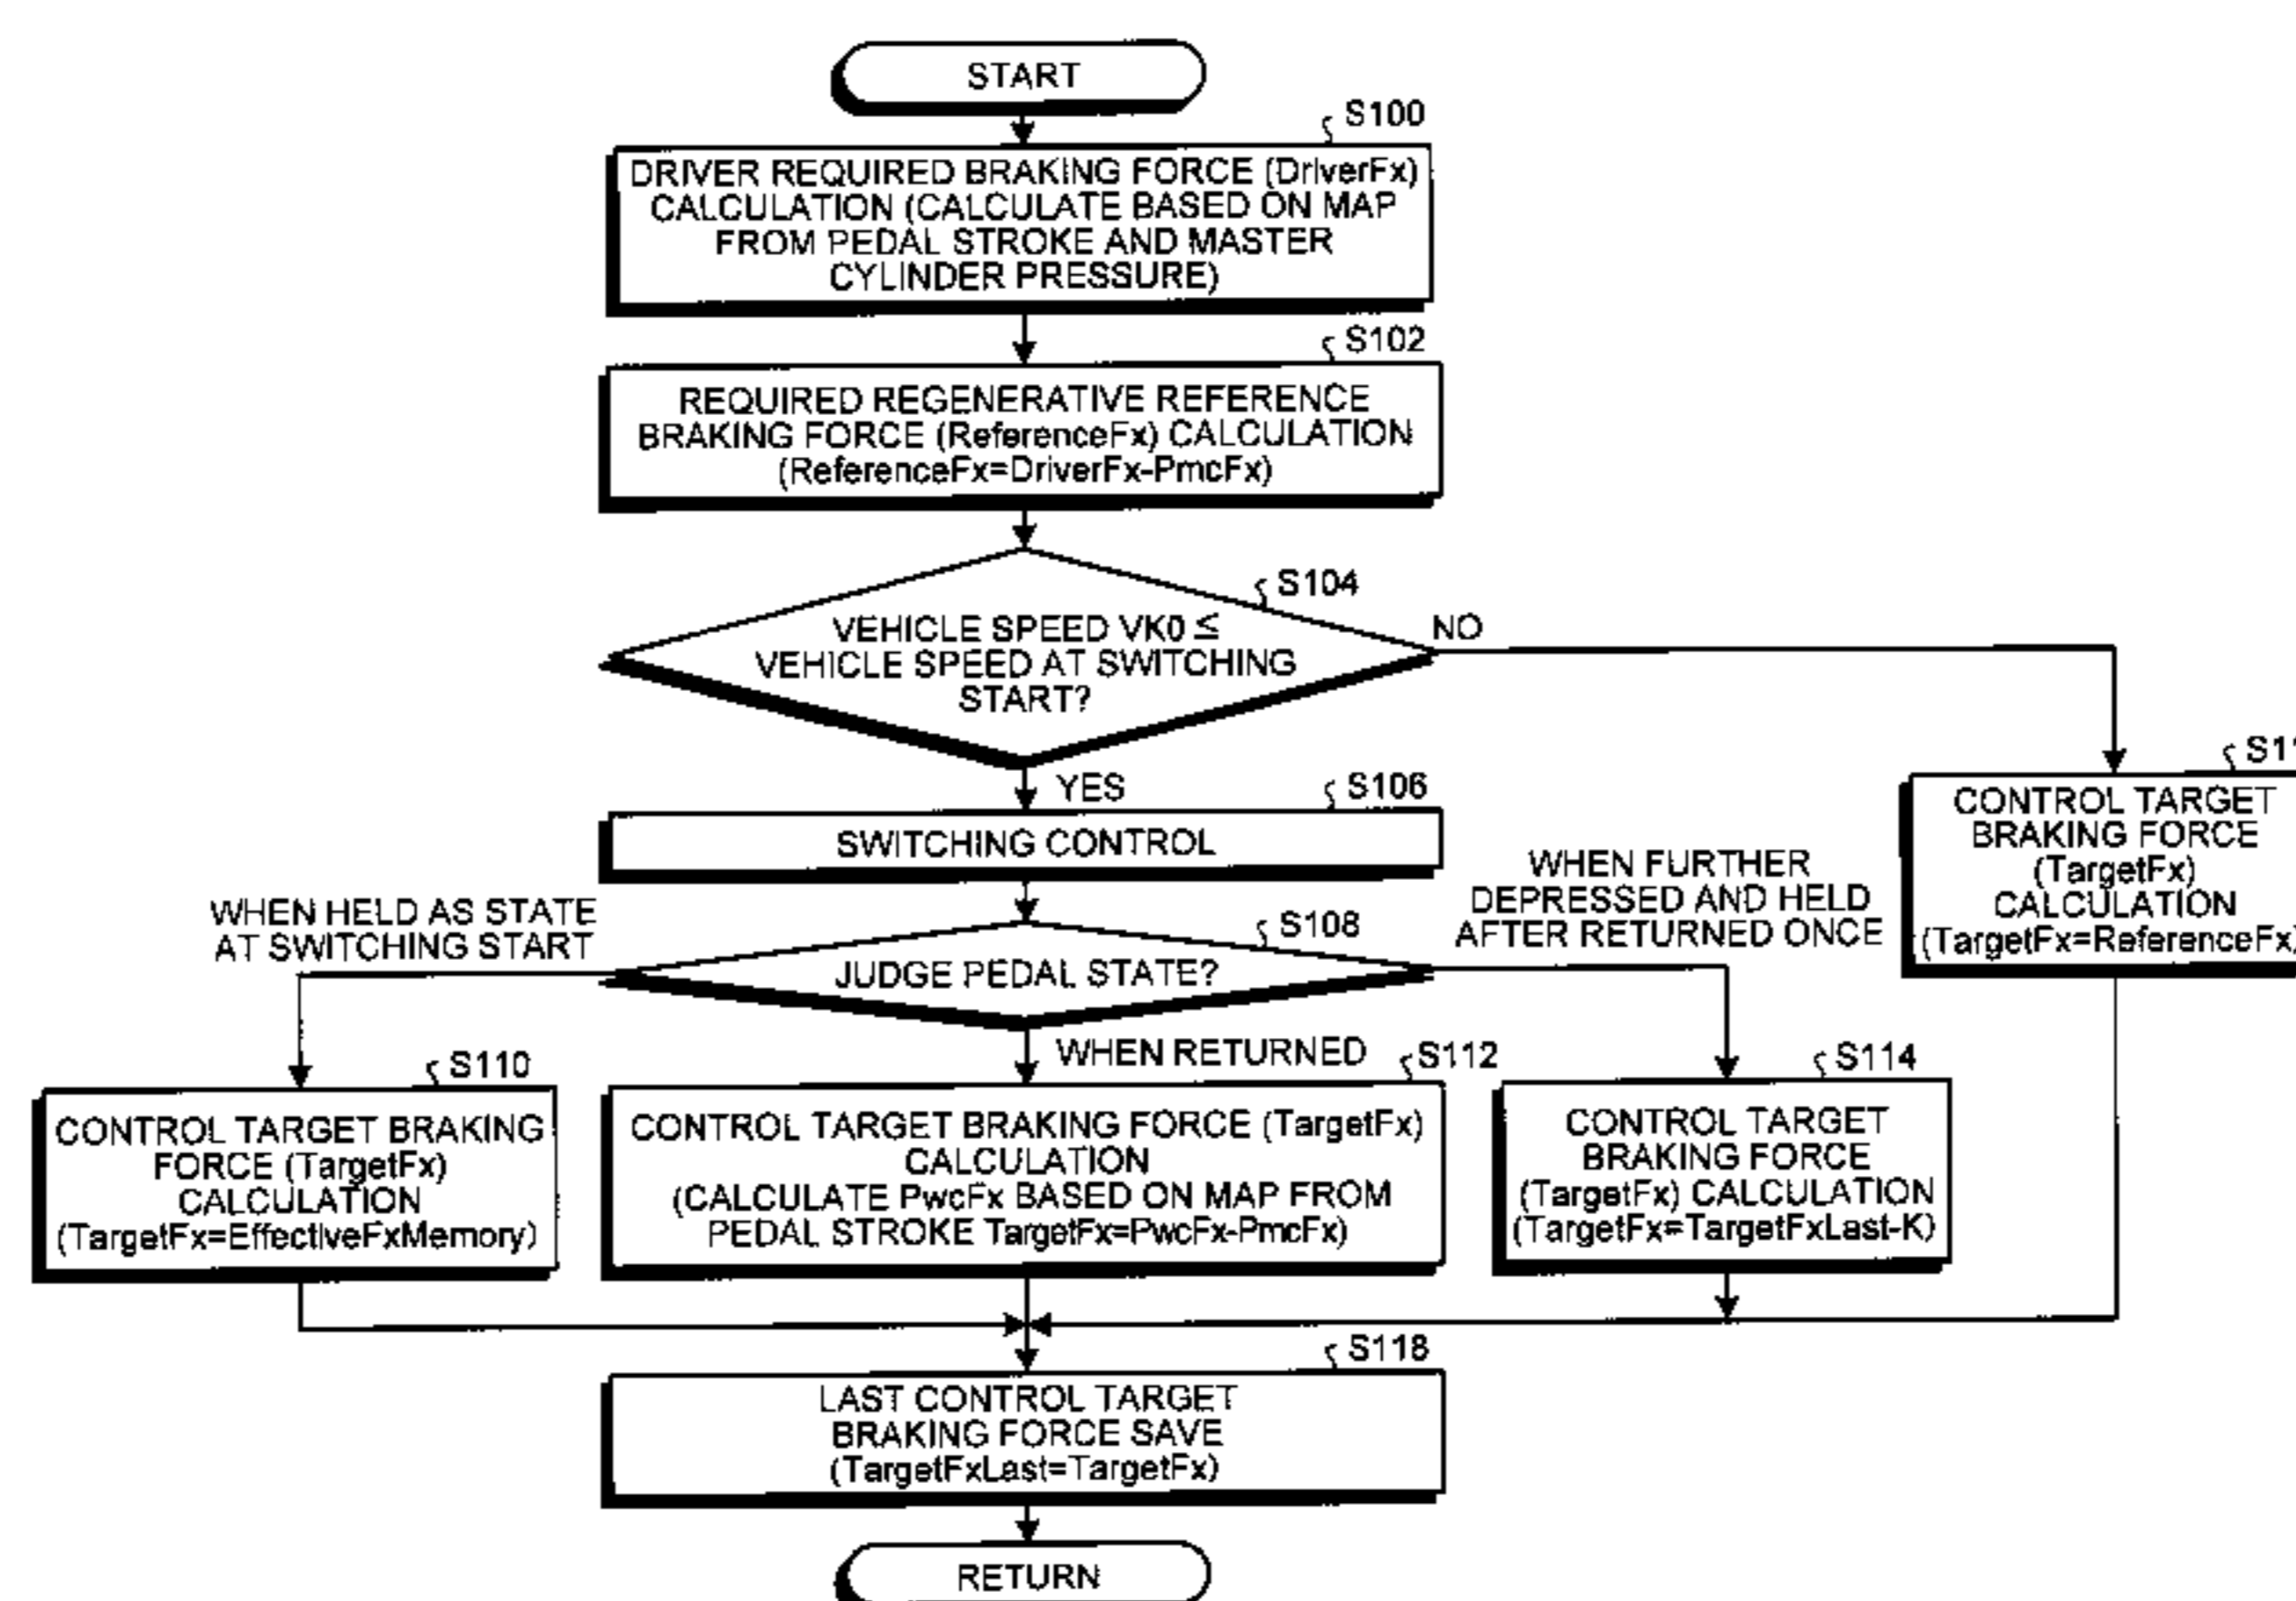 START
S100
DRIVER REQUIRED BRAKING FORCE (DriverFx)
CALCULATION (CALCULATE BASED ON MAP
FROM PEDAL STROKE AND MASTER
CYLINDER PRESSURE)
S102
REQUIRED REGENERATIVE REFERENCE
BRAKING FORCE (ReferenceFx) CALCULATION
(ReferenceFx=DriverFx-PmcFx)
S104
VEHICLE SPEED VK0 ≤
VEHICLE SPEED AT SWITCHING
START?
NO
YES
S106
SWITCHING CONTROL
CONTROL TARGET
BRAKING FORCE
(TargetFx)
CALCULATION
(TargetFx=ReferenceFx)
WHEN HELD AS STATE
AT SWITCHING START
S108
JUDGE PEDAL STATE?
WHEN FURTHER
DEPRESSED AND HELD
AFTER RETURNED ONCE
WHEN RETURNED
S110
CONTROL TARGET BRAKING
FORCE (TargetFx)
CALCULATION
(TargetFx=EffectiveFxMemory)
S112
CONTROL TARGET BRAKING FORCE (TargetFx)
CALCULATION
(CALCULATE PwcFx BASED ON MAP FROM
PEDAL STROKE TargetFx=PwcFx-PmcFx)
S114
CONTROL TARGET
BRAKING FORCE
(TargetFx) CALCULATION
(TargetFx=TargetFxLast-K)
S118
LAST CONTROL TARGET
BRAKING FORCE SAVE
(TargetFxLast=TargetFx)
RETURN